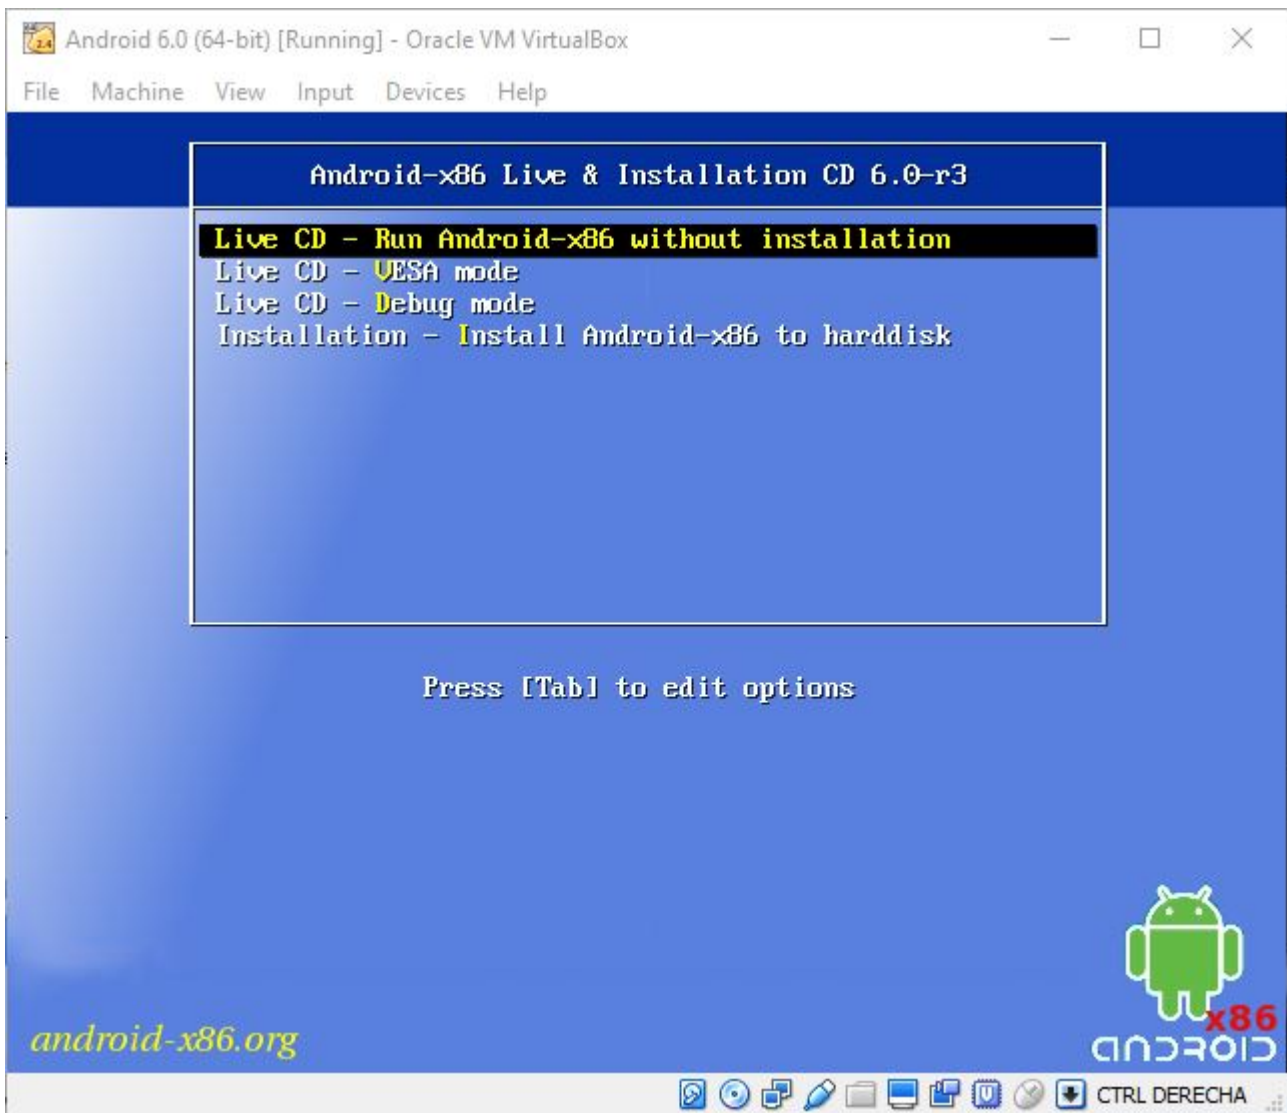 Android 6.0 (64-bit) [Running] - Oracle VM VirtualBox
File Machine View Input Devices Help
Android-x86 Live & Installation CD 6.0-r3
Live CD - Run Android-x86 without installation
Live CD - VESA mode
Live CD - Debug mode
Installation - Install Android-x86 to harddisk
Press [Tab] to edit options
android-x86.org
x86
android
CTRL DERECHA